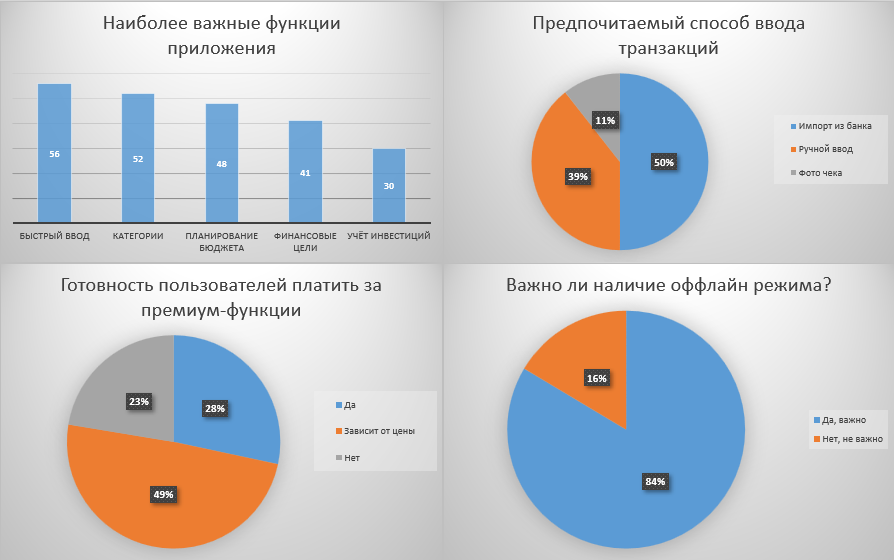 Наиболее важные функции
приложения
56
52
48
41
30
БЫСТРЫЙ ВВОД
КАТЕГОРИИ
ПЛАНИРОВАНИЕ
БЮДЖЕТА
ФИНАНСОВЫЕ
ЦЕЛИ
УЧЁТ ИНВЕСТИЦИЙ
Предпочитаемый способ ввода
транзакций
11%
50%
39%
Импорт из банка
Ручной ввод
Фото чека
Готовность пользователей платить за
премиум-функции
23%
28%
49%
Да
Зависит от цены
Нет
Важно ли наличие оффлайн режима?
16%
84%
Да, важно
Нет, не важно